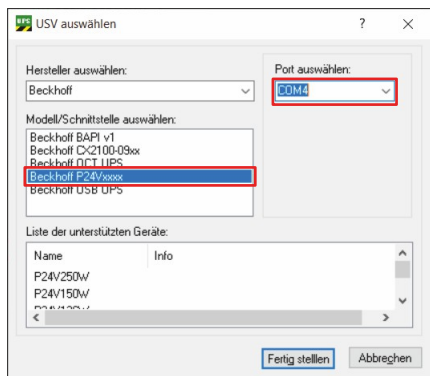 USV auswählen
Hersteller auswählen:
Beckhoff
Port auswählen:
COM4
Modell/Schnittstelle auswählen:
Beckhoff BAPI v1
Beckhoff CX2100-09xx
Beckhoff OCT UPS
Beckhoff P24Vxxxx
Beckhoff USB UPS
Liste der unterstützten Geräte:
Name Info
P24V250W
P24V150W
Fertig stelllen Abbrechen